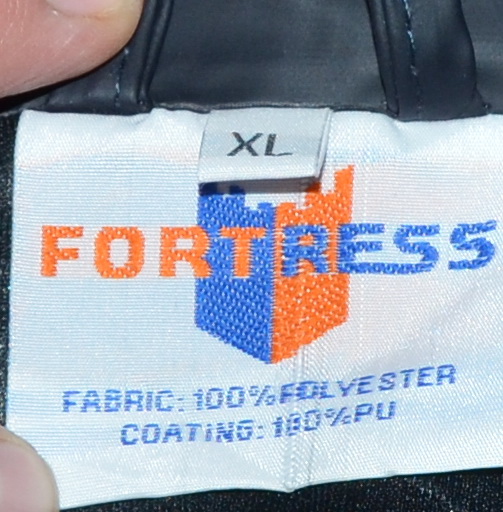 XL
FORTRESS
FABRIC: 100% POLYESTER
COATING: 100% PU